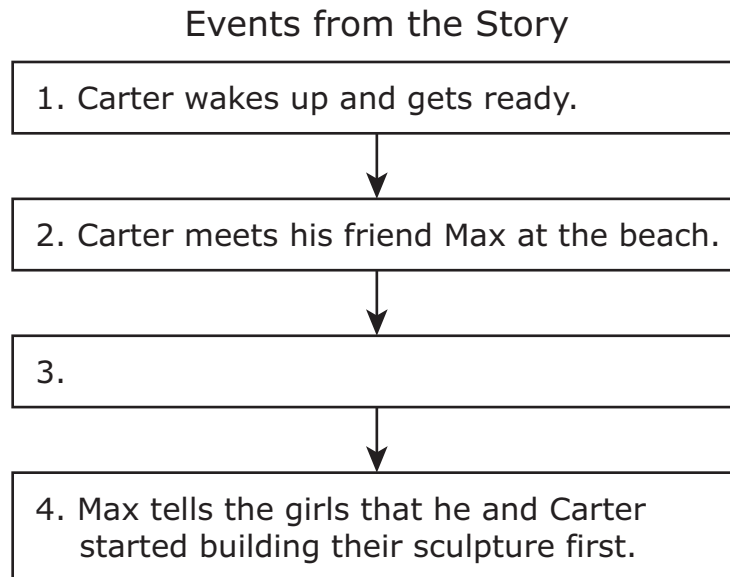 Events from the Story
1. Carter wakes up and gets ready.
2. Carter meets his friend Max at the beach.
3.
4. Max tells the girls that he and Carter
started building their sculpture first.